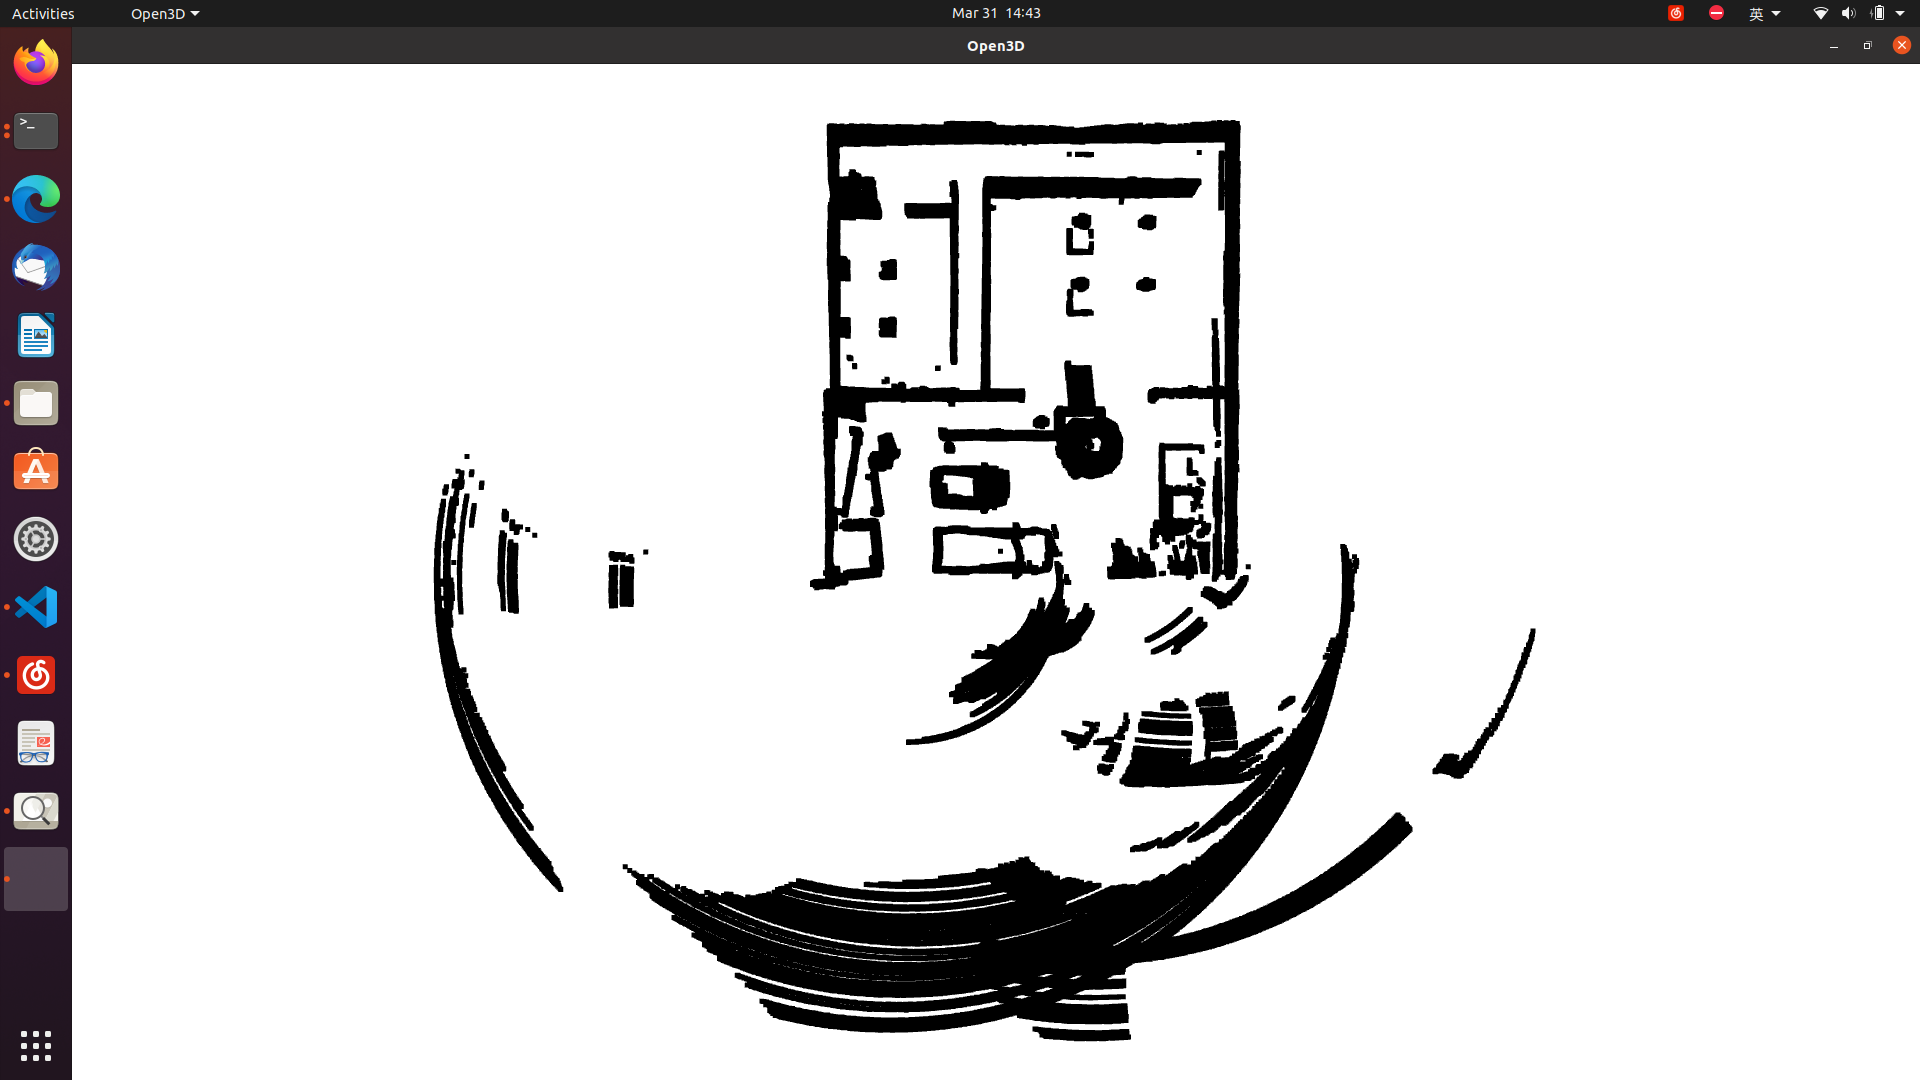 Activities
Open3D
Mar 31 14:43
英
Open3D